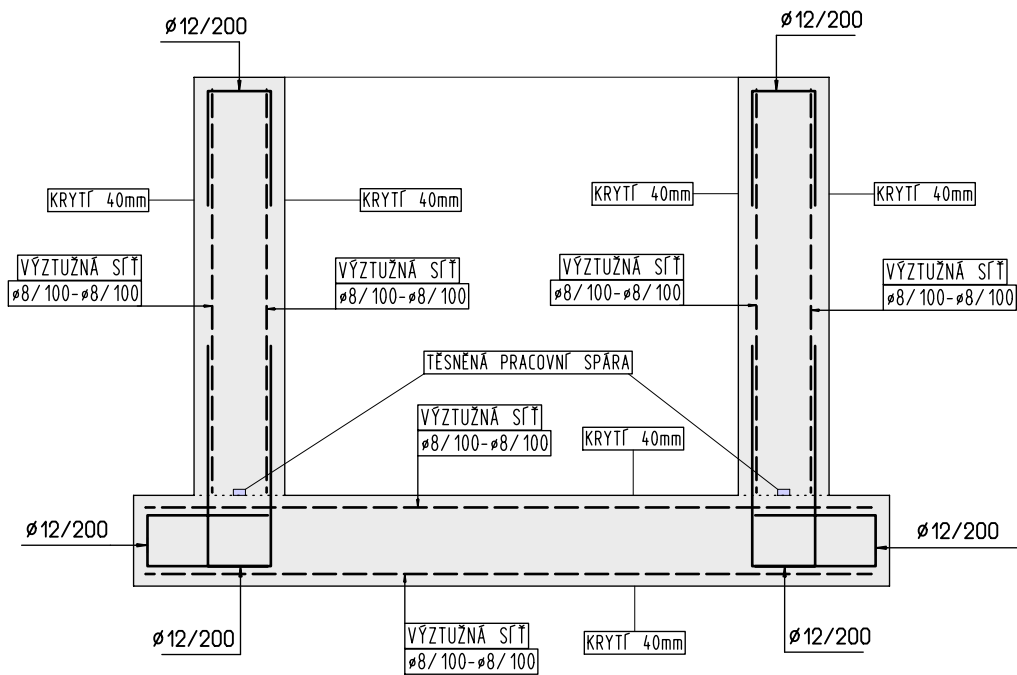 Ø12/200
Ø12/200
KRYTÍ 40mm
KRYTÍ 40mm
KRYTÍ 40mm
KRYTÍ 40mm
VÝZTUŽNÁ SÍŤ
ø8/100-ø8/100
VÝZTUŽNÁ SÍŤ
ø8/100-ø8/100
VÝZTUŽNÁ SÍŤ
ø8/100-ø8/100
VÝZTUŽNÁ SÍŤ
ø8/100-ø8/100
TĚSNĚNÁ PRACOVNÍ SPÁRA
VÝZTUŽNÁ SÍŤ
ø8/100-ø8/100
KRYTÍ 40mm
Ø12/200
Ø12/200
Ø12/200
VÝZTUŽNÁ SÍŤ
ø8/100-ø8/100
KRYTÍ 40mm
Ø12/200